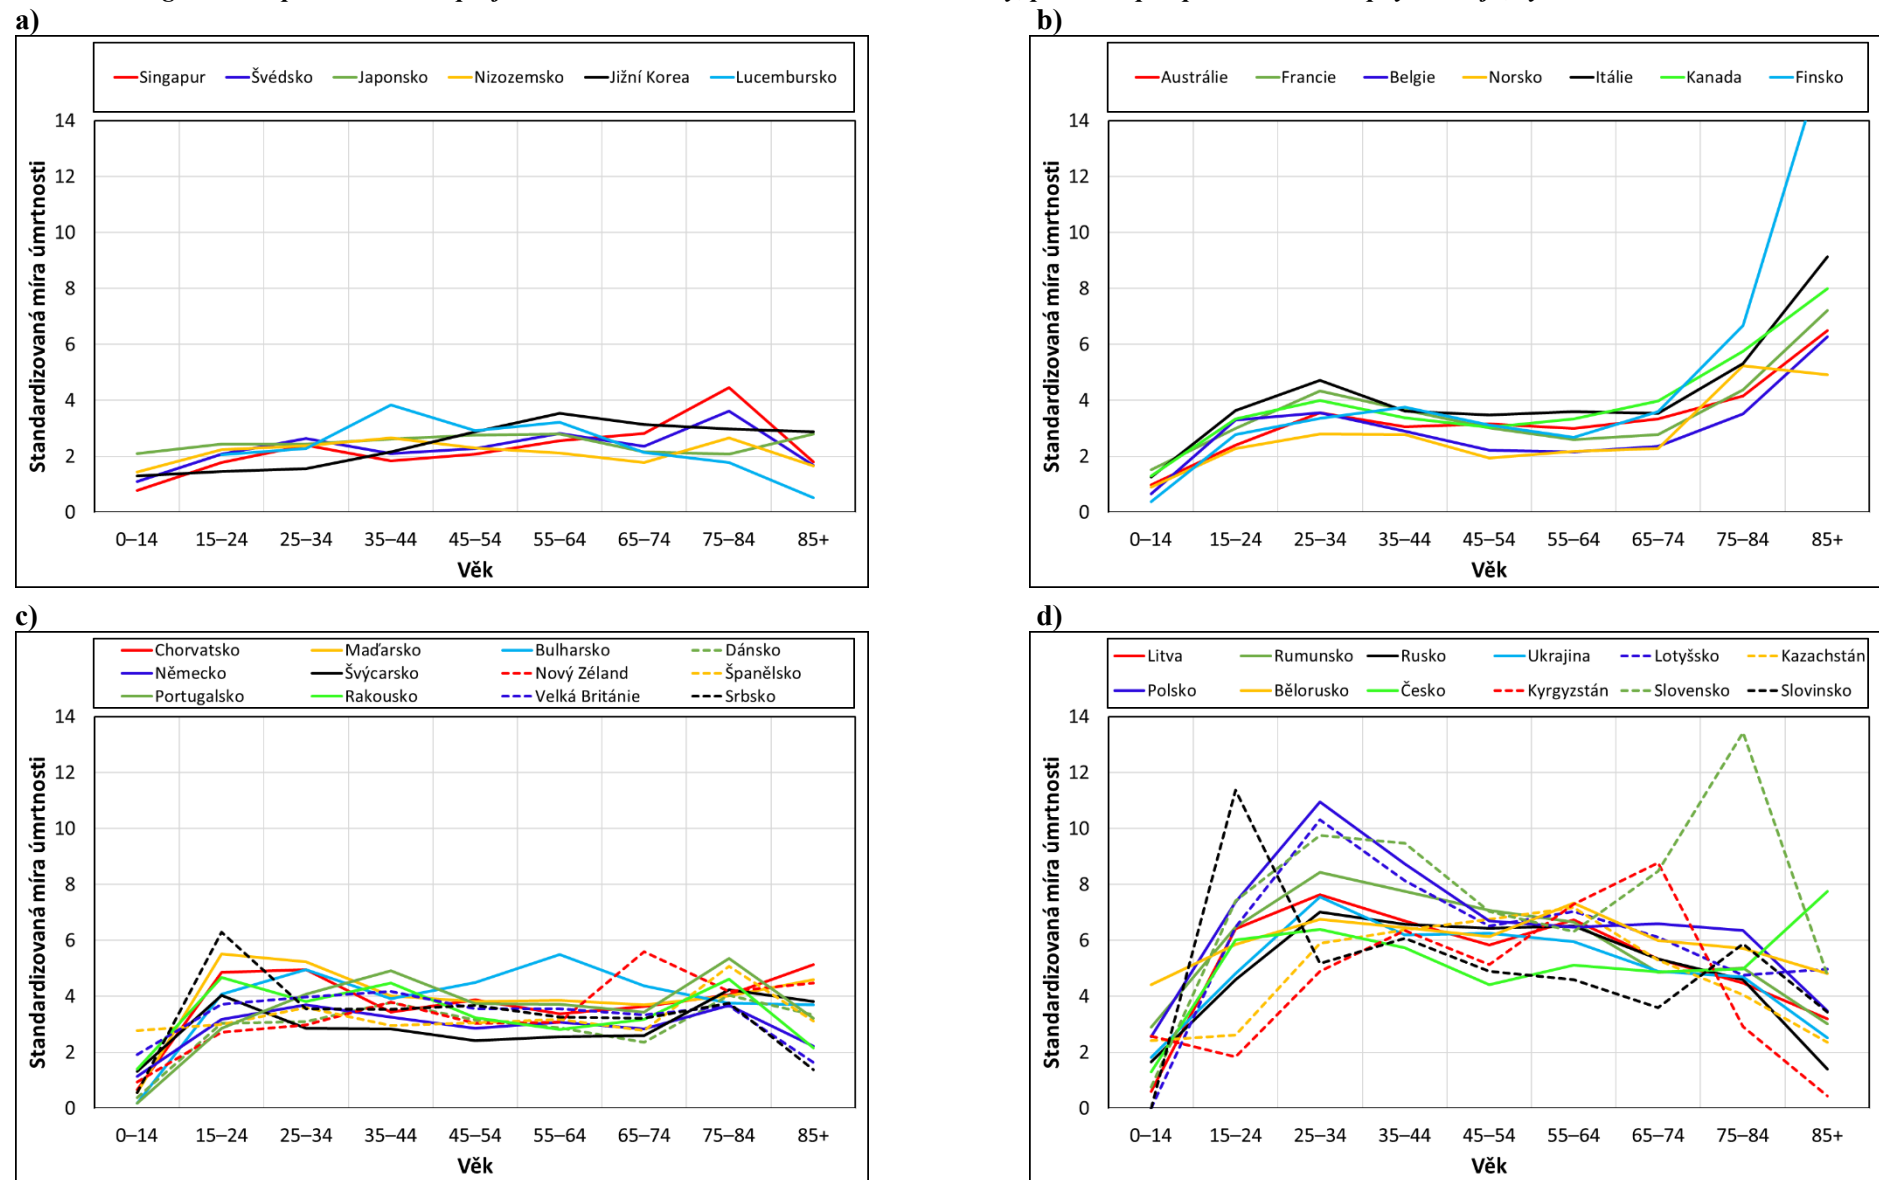 a)
Singapur Švédsko Japonsko Nizozemsko Jižní Korea Lucembursko
Standardizovaná míra úmrtnosti
14
12
10
8
6
4
2
0
0–14 15–24 25–34 35–44 45–54 55–64 65–74 75–84 85+
Věk
b)
Austrálie Francie Belgie Norsko Itálie Kanada Finsko
Standardizovaná míra úmrtnosti
14
12
10
8
6
4
2
0
0–14 15–24 25–34 35–44 45–54 55–64 65–74 75–84 85+
Věk
c)
Chorvatsko Maďarsko Bulharsko Dánsko
Německo Švýcarsko Nový Zéland Španělsko
Portugalsko Rakousko Velká Británie Srbsko
Standardizovaná míra úmrtnosti
14
12
10
8
6
4
2
0
0–14 15–24 25–34 35–44 45–54 55–64 65–74 75–84 85+
Věk
d)
Litva Rumunsko Rusko Ukrajina Lotyšsko Kazachstán
Polsko Bělorusko Česko Kyrgyzstán Slovensko Slovinsko
Standardizovaná míra úmrtnosti
14
12
10
8
6
4
2
0
0–14 15–24 25–34 35–44 45–54 55–64 65–74 75–84 85+
Věk